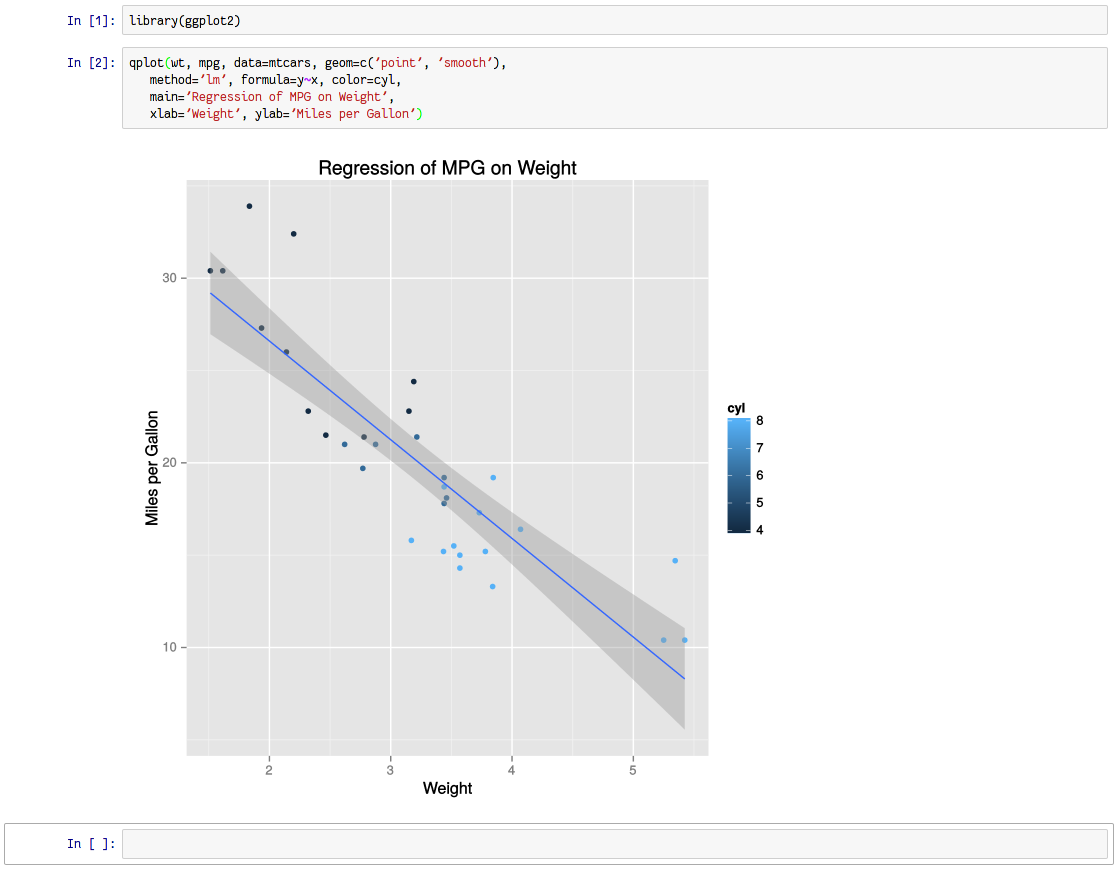 In [1]: library(ggplot2)
In [2]: qplot(wt, mpg, data=mtcars, geom=c(‘point’, ‘smooth’),
method=‘lm’, formula=y~x, color=cyl,
main=‘Regression of MPG on Weight’,
xlab=‘Weight’, ylab=‘Miles per Gallon’)
Regression of MPG on Weight
30
20
10
Miles per Gallon
2 3 4 5
Weight
cyl
8
7
6
5
4
In [ ]: